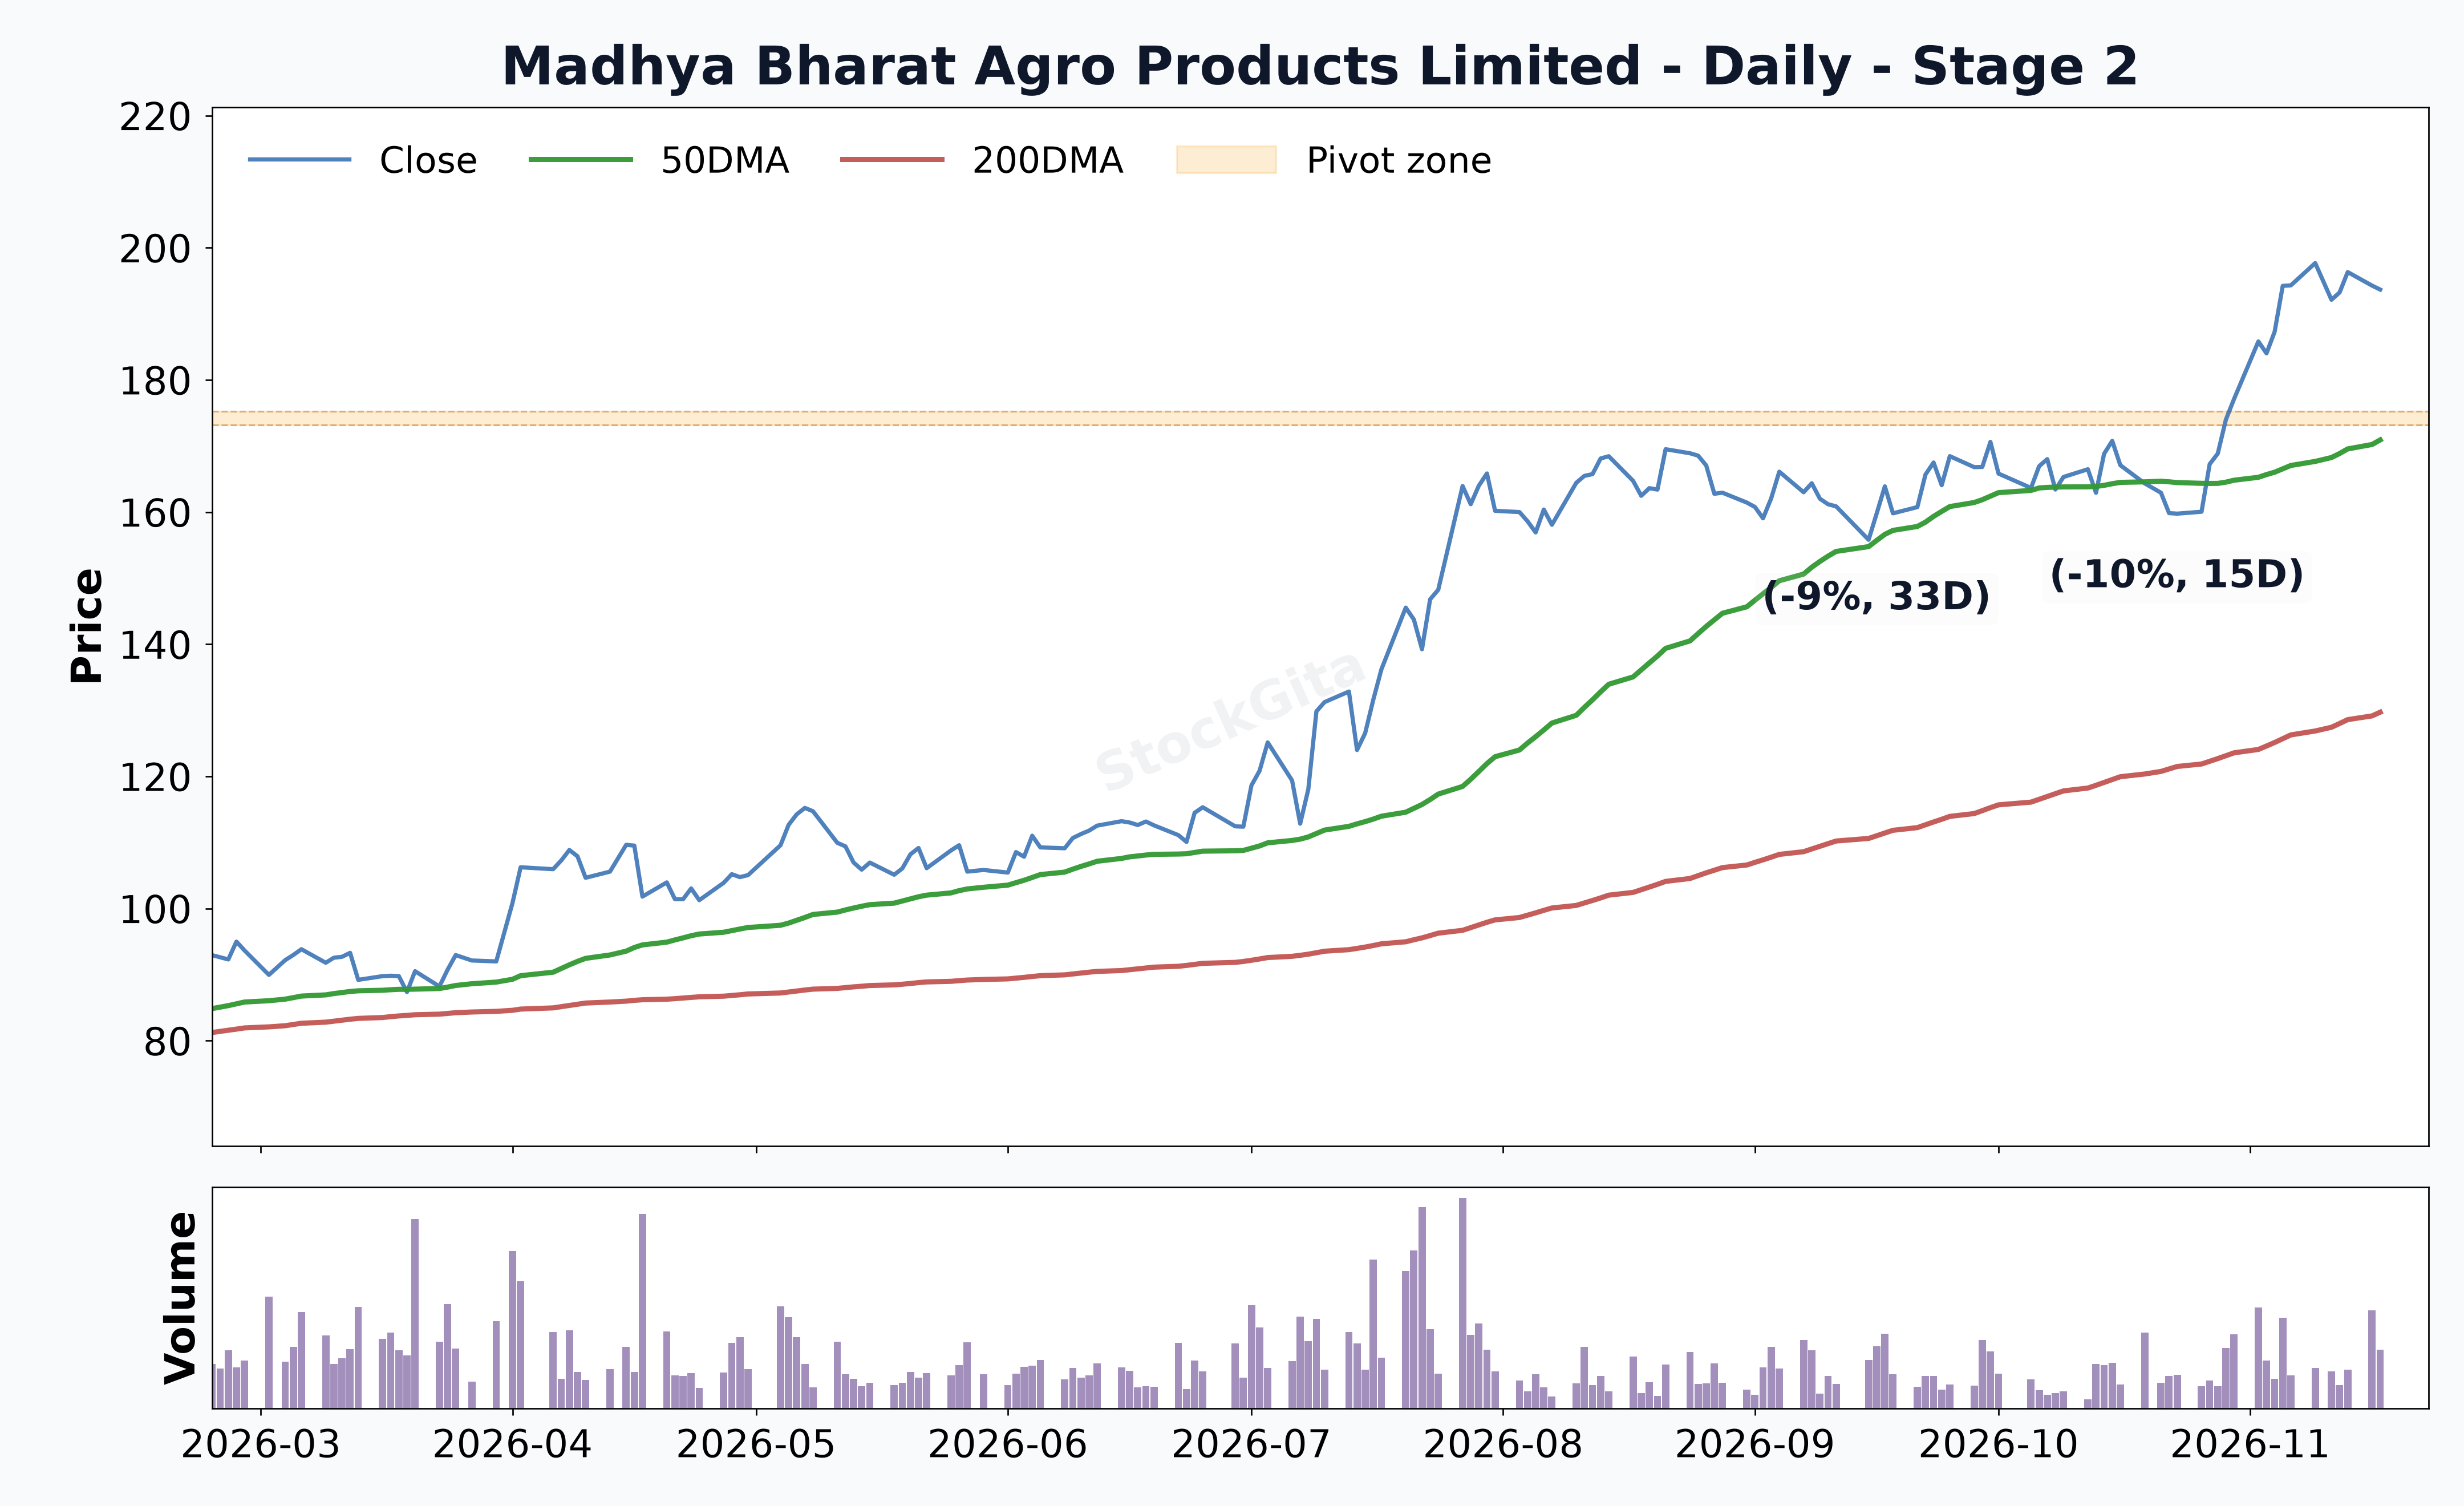 Madhya Bharat Agro Products Limited - Daily - Stage 2
Close 50DMA 200DMA Pivot zone
220
200
180
160
140
120
100
80
Price
(-9%, 33D)
(-10%, 15D)
StockGita
Volume
2026-03 2026-04 2026-05 2026-06 2026-07 2026-08 2026-09 2026-10 2026-11